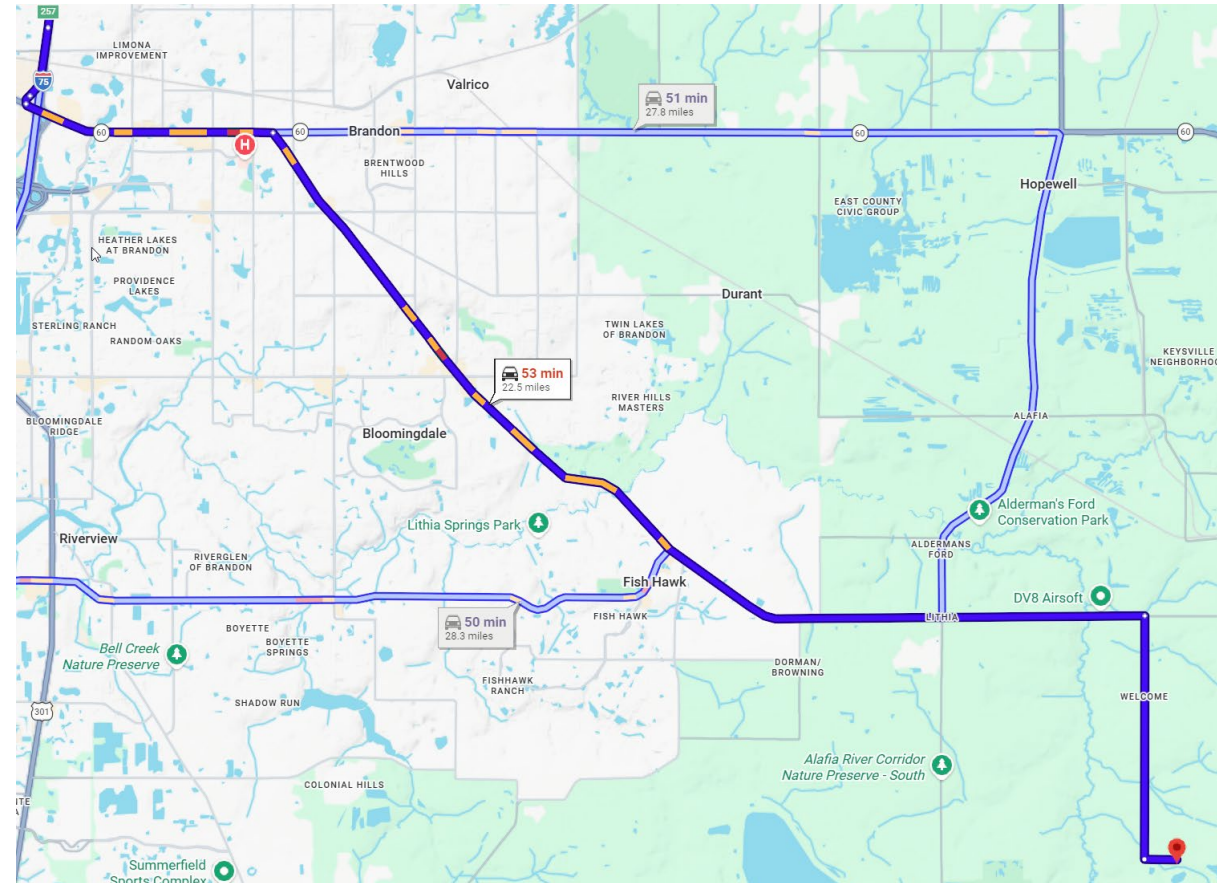 257
LIMONA
IMPROVEMENT
75
Valrico
51 min
27.8 miles
60
60
Brandon
60
60
H
BRENTWOOD
HILLS
Hopewell
EAST COUNTY
CIVIC GROUP
HEATHER LAKES
AT BRANDON
PROVIDENCE
LAKES
Durant
STERLING RANCH
RANDOM OAKS
TWIN LAKES
OF BRANDON
KEYSVILLE
53 min
22.5 miles
RIVER HILLS
MASTERS
BLOOMINGDALE
RIDGE
Bloomingdale
ALAFIA
Alderman's Ford
Conservation Park
Lithia Springs Park
Riverview
RIVERGLEN
OF BRANDON
ALDERMANS
FORD
Fish Hawk
DV8 Airsoft
50 min
28.3 miles
FISH HAWK
LITHIA
BOYETTE
BOYETTE
SPRINGS
Bell Creek
Nature Preserve
DORMAN/
BROWNING
FISHHAWK
RANCH
WELCOME
SHADOW RUN
301
Alafia River Corridor
Nature Preserve - South
COLONIAL HILLS
Summerfield
Sports Complex